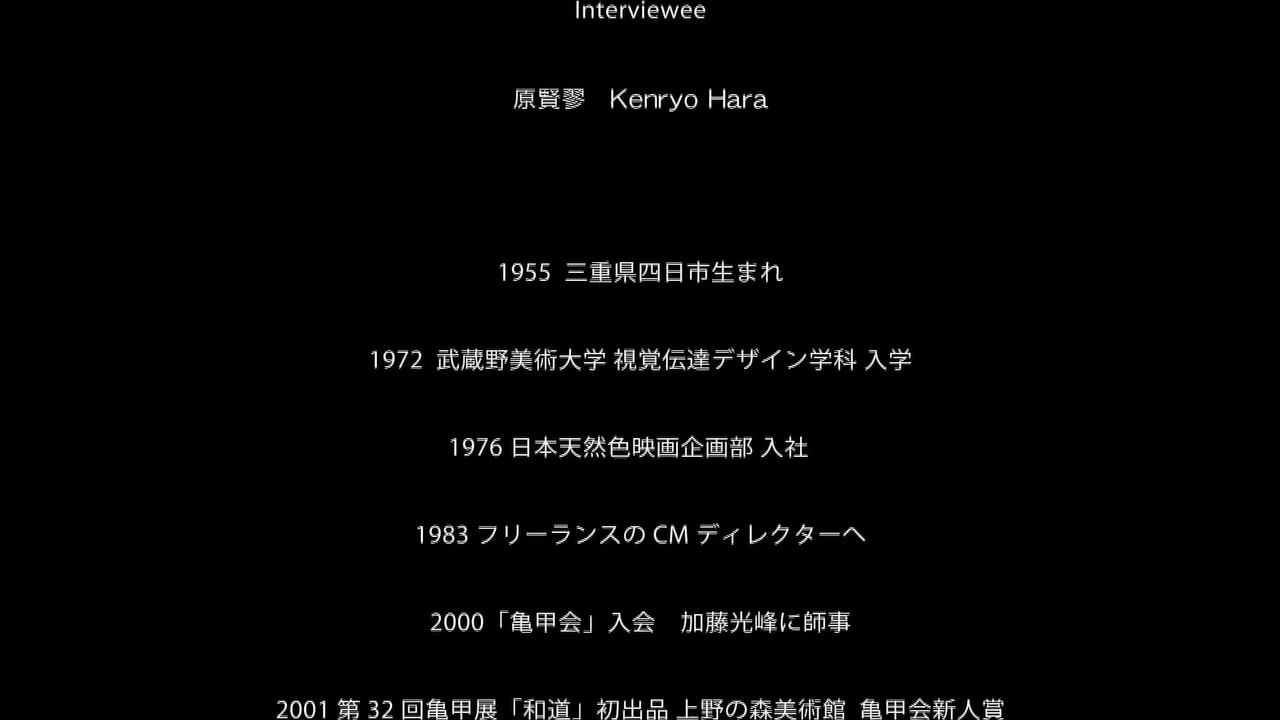 Interviewee
原賢翏　Kenryo Hara
1955 三重県四日市生まれ
1972 武蔵野美術大学 視覚伝達デザイン学科 入学
1976 日本天然色映画企画部 入社
1983 フリーランスの CM ディレクターへ
2000「亀甲会」入会　加藤光峰に師事
2001 第 32 回亀甲展「和道」初出品 上野の森美術館 亀甲会新人賞